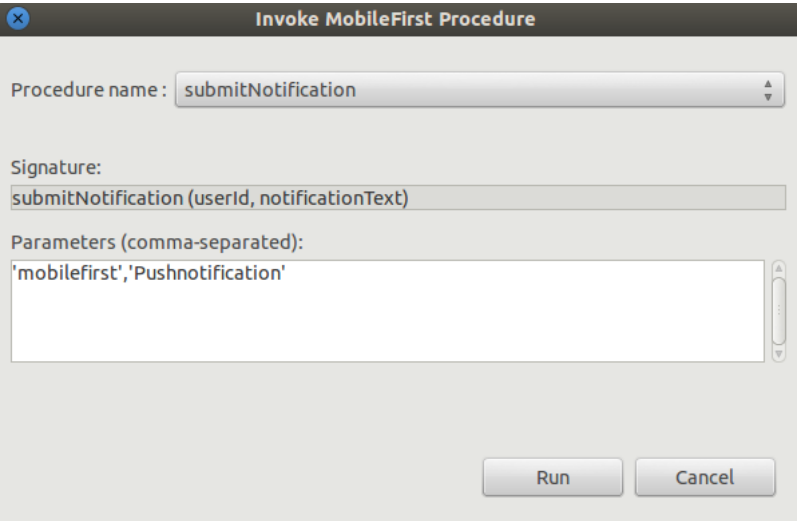 Invoke MobileFirst Procedure
Procedure name : submitNotification
Signature:
submitNotification (userId, notificationText)
Parameters (comma-separated):
'mobilefirst','Pushnotification'
Run Cancel